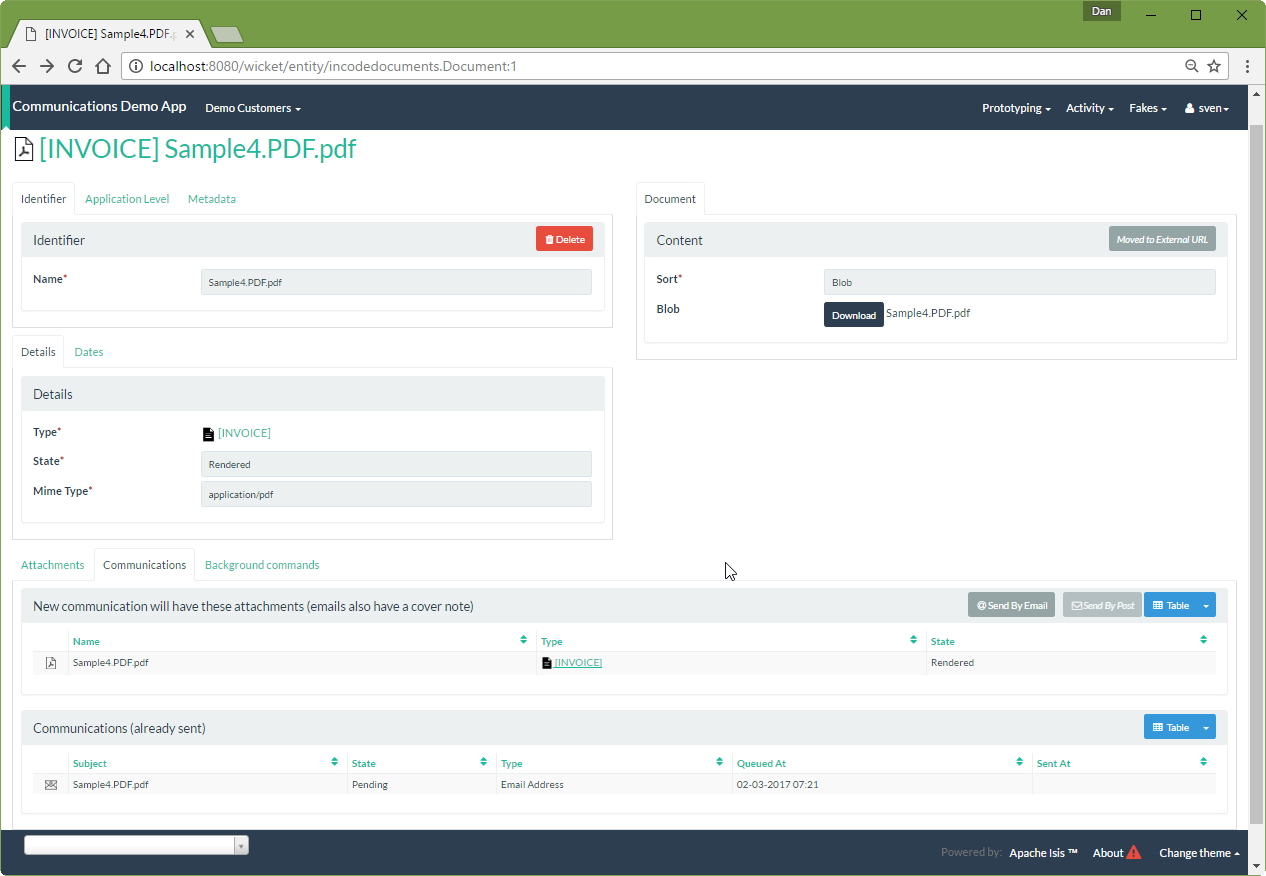 Dan
[INVOICE] Sample4.PDF.p
localhost:8080/wicket/entity/incodedocuments.Document:1
Communications Demo App Demo Customers Prototyping Activity Fakes sven
[INVOICE] Sample4.PDF.pdf
Identifier Application Level Metadata
Identifier Delete
Name* Sample4.PDF.pdf
Document
Content Moved to External URL
Sort* Blob
Blob Download Sample4.PDF.pdf
Details Dates
Details
Type* [INVOICE]
State* Rendered
Mime Type* application/pdf
Attachments Communications Background commands
New communication will have these attachments (emails also have a cover note) @Send By Email Send By Post Table
Name Type State
Sample4.PDF.pdf [INVOICE] Rendered
Communications (already sent) Table
Subject State Type Queued At Sent At
Sample4.PDF.pdf Pending Email Address 02-03-2017 07:21
Powered by: Apache Isis ™ About Change theme